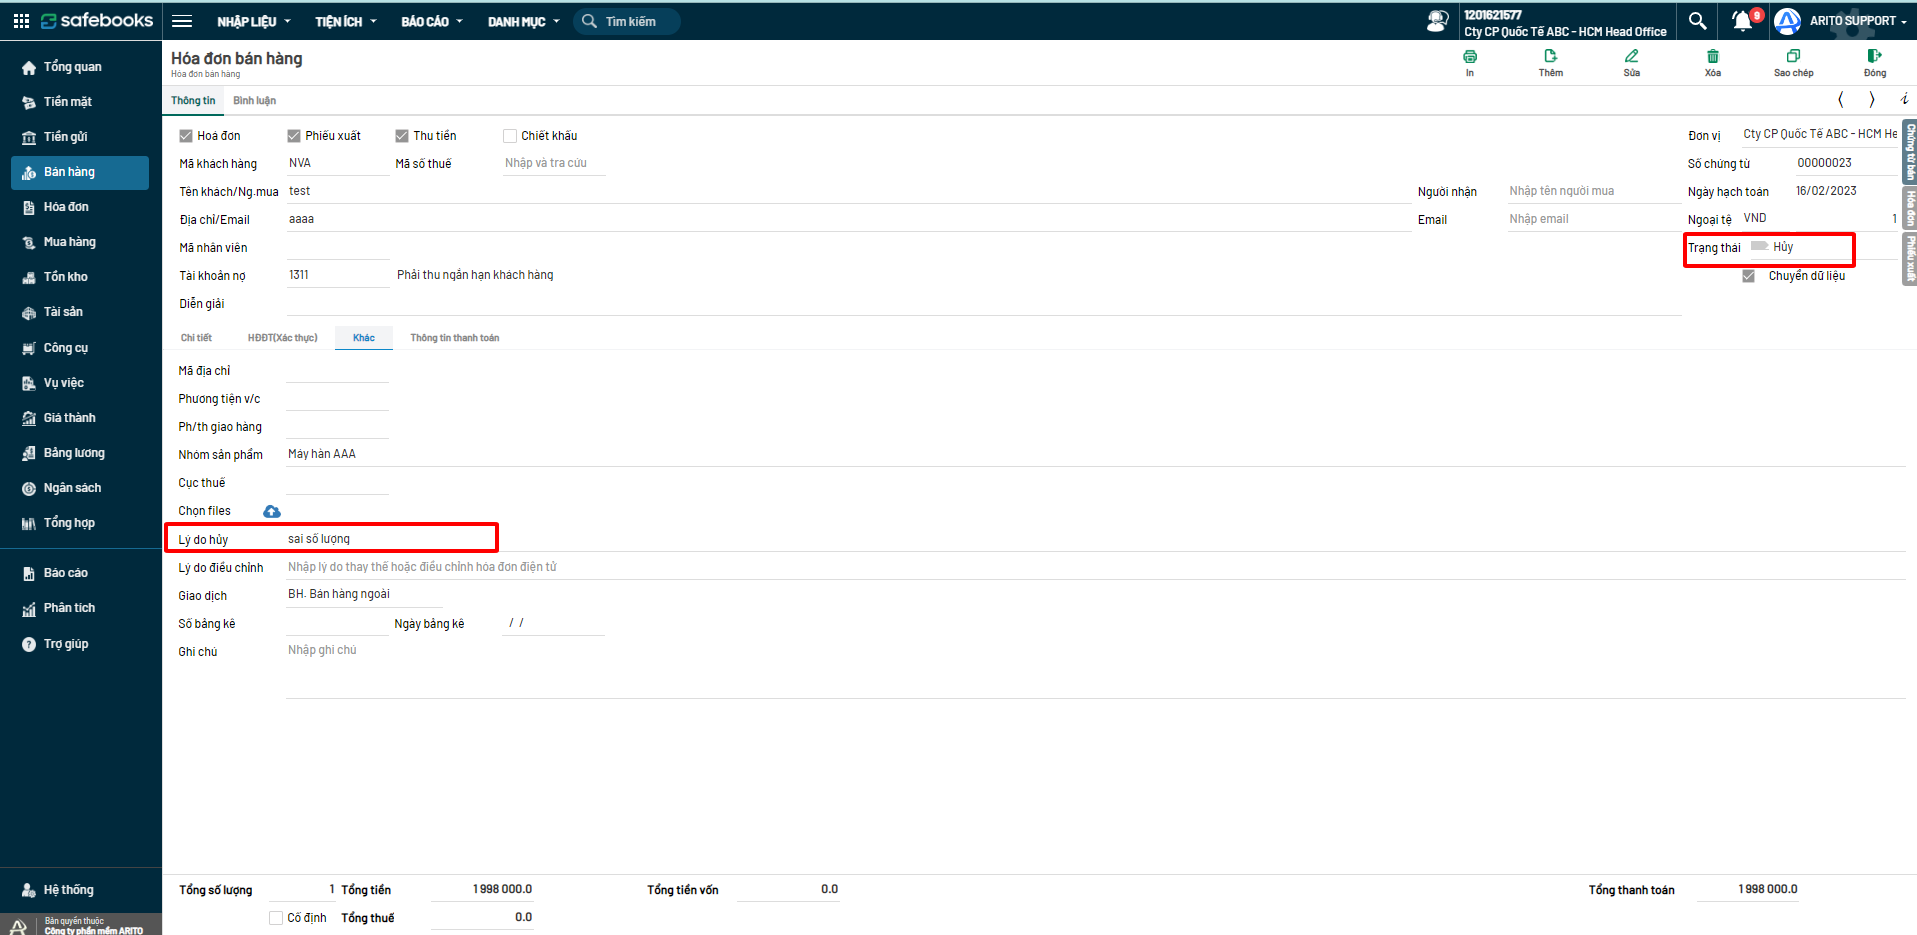 safebooks NHẬP LIỆU TIỆN ÍCH BÁO CÁO DANH MỤC Tìm kiếm 1201621577 9 ARITO SUPPORT
Cty CP Quốc Tế ABC - HCM Head Office
Tổng quan
Tiền mặt
Tiền gửi
Bán hàng
Hóa đơn
Mua hàng
Tồn kho
Tài sản
Công cụ
Vụ việc
Giá thành
Bảng lương
Ngân sách
Tổng hợp
Báo cáo
Phân tích
Trợ giúp
Hệ thống
Bản quyền thuộc
Công ty phần mềm ARITO
Hóa đơn bán hàng
Hóa đơn bán hàng
In Thêm Sửa Xóa Sao chép Đóng
Thông tin Bình luận
Hoá đơn Phiếu xuất Thu tiền Chiết khấu Đơn vị Cty CP Quốc Tế ABC - HCM He
Mã khách hàng NVA Mã số thuế Nhập và tra cứu Số chứng từ 00000023
Tên khách/Ng.mua test Người nhận Nhập tên người mua Ngày hạch toán 16/02/2023
Địa chỉ/Email aaaa Email Nhập email Ngoại tệ VND 1
Mã nhân viên Trạng thái Hủy
Tài khoản nợ 1311 Phải thu ngắn hạn khách hàng Chuyển dữ liệu
Diễn giải
Chứng từ bán
Hóa đơn
Phiếu xuất
Chi tiết HĐĐT(Xác thực) Khác Thông tin thanh toán
Mã địa chỉ
Phương tiện v/c
Ph/th giao hàng
Nhóm sản phẩm Máy hàn AAA
Cục thuế
Chọn files
Lý do hủy sai số lượng
Lý do điều chỉnh Nhập lý do thay thế hoặc điều chỉnh hóa đơn điện tử
Giao dịch BH. Bán hàng ngoài
Số bảng kê Ngày bảng kê / /
Ghi chú Nhập ghi chú
Tổng số lượng 1 Tổng tiền 1 998 000.0 Tổng tiền vốn 0.0 Tổng thanh toán 1 998 000.0
Cố định Tổng thuế 0.0